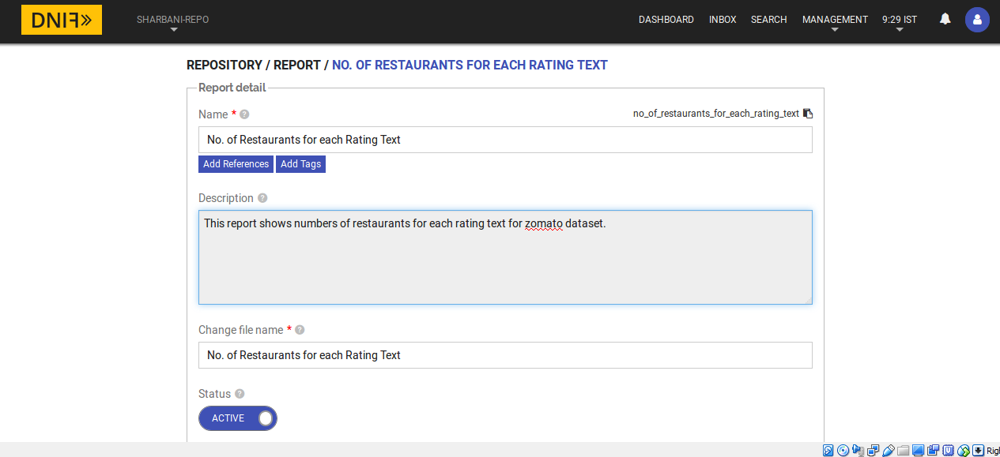 DNIF SHARBANI-REPO DASHBOARD INBOX SEARCH MANAGEMENT 9:29 IST
REPOSITORY / REPORT / NO. OF RESTAURANTS FOR EACH RATING TEXT
Report detail
Name * ? no_of_restaurants_for_each_rating_text
No. of Restaurants for each Rating Text
Add References Add Tags
Description ?
This report shows numbers of restaurants for each rating text for zomato dataset.
Change file name * ?
No. of Restaurants for each Rating Text
Status ?
ACTIVE